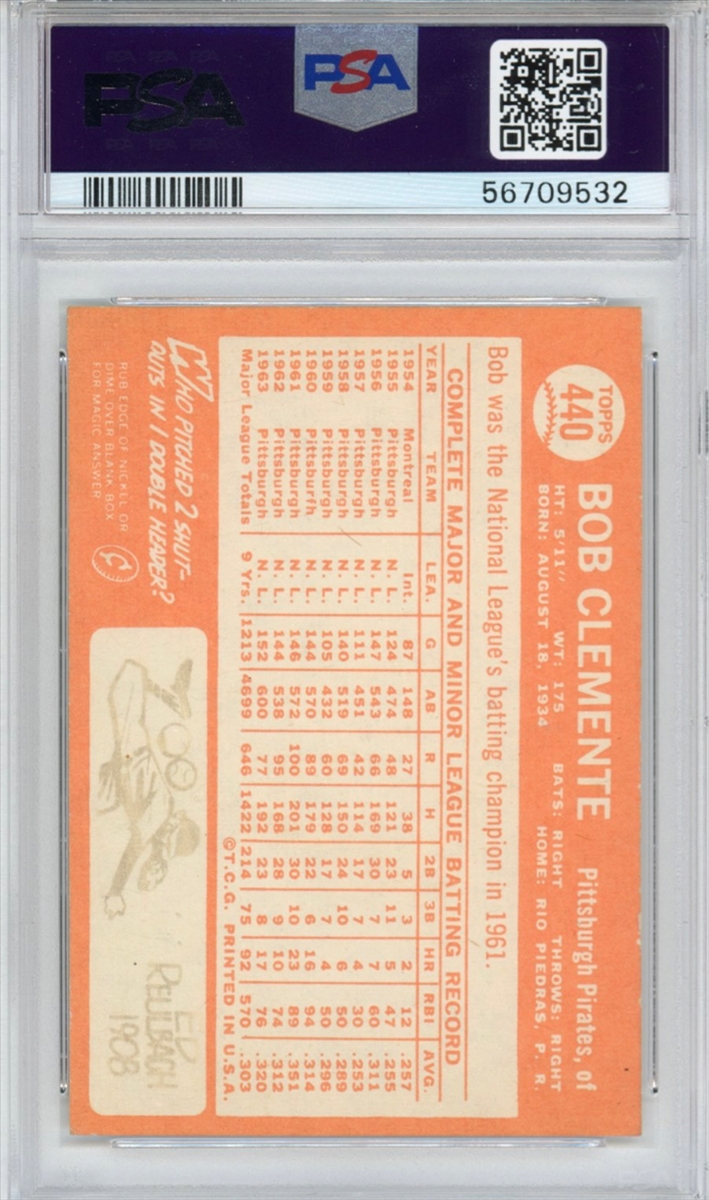 PSA
PSA
56709532
TOPPS
440
BOB CLEMENTE Pittsburgh Pirates, of
HT: 5'11" WT: 175 BATS: RIGHT THROWS: RIGHT
BORN: AUGUST 18, 1934 HOME: RIO PIEDRAS, P. R.
Bob was the National League's batting champion in 1961.
COMPLETE MAJOR AND MINOR LEAGUE BATTING RECORD
YEAR TEAM LEA. G AB R H 2B 3B HR RBI AVG.
1954 Montreal Int. 87 148 27 38 5 3 2 12 .257
1955 Pittsburgh N. L. 124 474 48 121 23 11 5 47 .255
1956 Pittsburgh N. L. 147 543 66 169 30 7 7 60 .311
1957 Pittsburgh N. L. 111 451 42 114 17 7 4 30 .253
1958 Pittsburgh N. L. 140 519 69 150 24 10 6 50 .289
1959 Pittsburgh N. L. 105 432 60 128 17 7 4 50 .296
1960 Pittsburfh N. L. 144 570 89 179 22 6 16 94 .314
1961 Pittsburgh N. L. 146 572 100 201 30 10 23 89 .351
1962 Pittsburgh N. L. 144 538 95 168 28 9 10 74 .312
1963 Pittsburgh N. L. 152 600 77 192 23 8 17 76 .320
Major League Totals 9 Yrs. 1213 4699 646 1422 214 75 92 570 .303
©T.C.G. PRINTED IN U.S.A.
WHO PITCHED 2 SHUT-
OUTS IN 1 DOUBLE HEADER?
RUB EDGE OF NICKEL OR
DIME OVER BLANK BOX
FOR MAGIC ANSWER
ED
REULBACH
1908